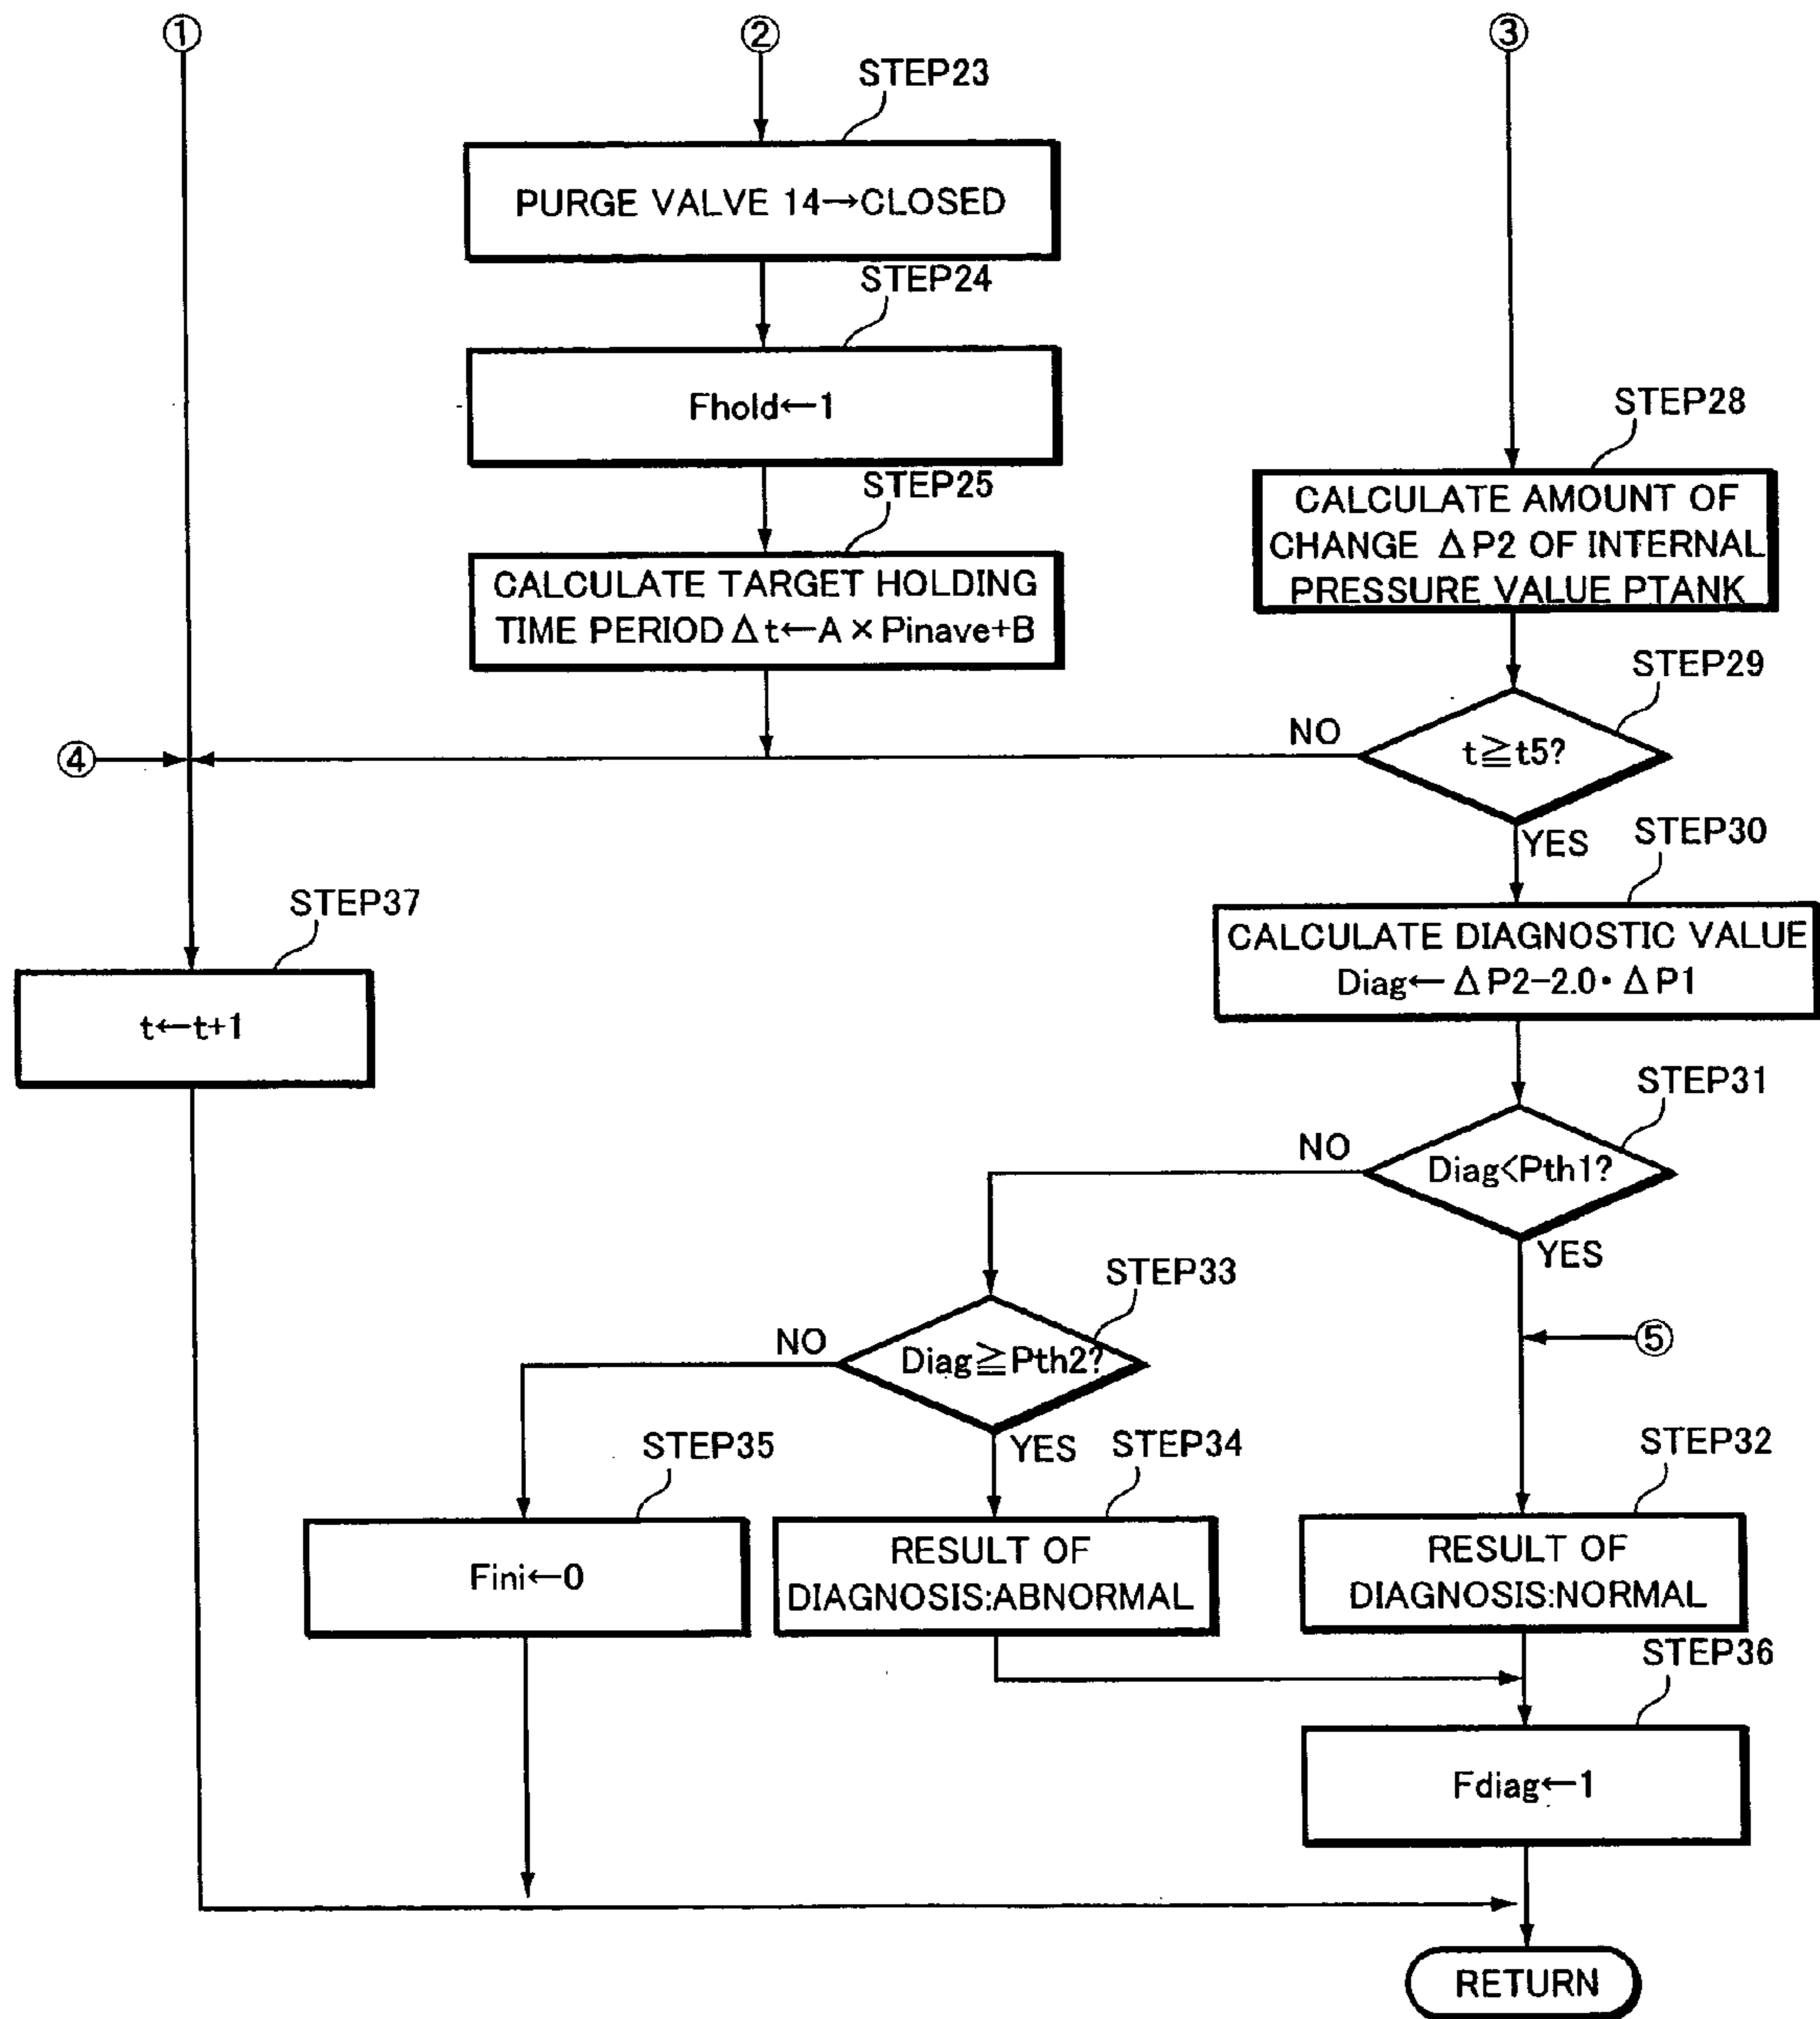 ① ② ③
STEP23
PURGE VALVE 14→CLOSED
STEP24
Fhold←1
STEP25
CALCULATE TARGET HOLDING
TIME PERIOD Δt←A×Pinave+B
STEP28
CALCULATE AMOUNT OF
CHANGE ΔP2 OF INTERNAL
PRESSURE VALUE PTANK
STEP29
t≧t5?
NO
④
YES
STEP30
CALCULATE DIAGNOSTIC VALUE
Diag←ΔP2-2.0・ΔP1
STEP37
t←t+1
STEP31
Diag<Pth1?
NO
YES
⑤
STEP33
Diag≧Pth2?
NO
YES
STEP35
Fini←0
STEP34
RESULT OF
DIAGNOSIS:ABNORMAL
STEP32
RESULT OF
DIAGNOSIS:NORMAL
STEP36
Fdiag←1
RETURN